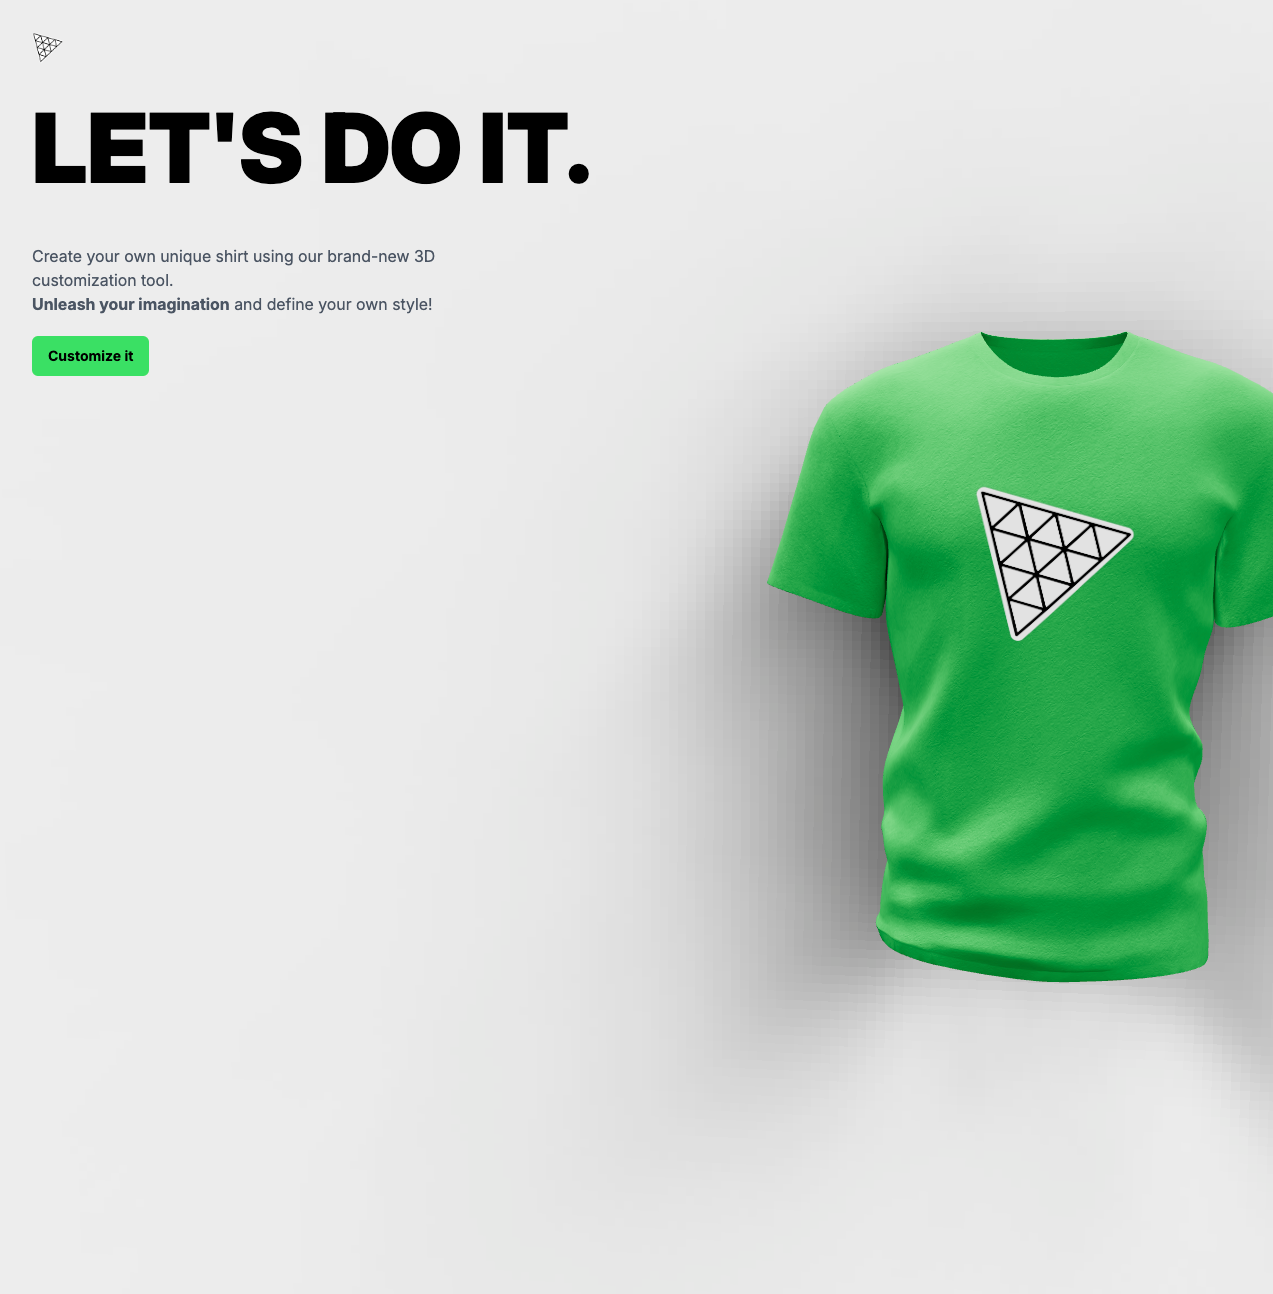 LET'S DO IT.
Create your own unique shirt using our brand-new 3D
customization tool.
Unleash your imagination and define your own style!
Customize it